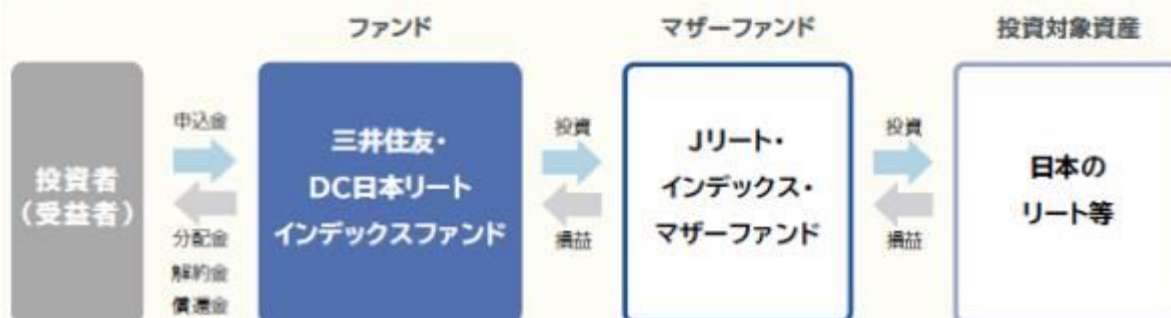 ファンド
マザーファンド
投資対象資産
投資者
(受益者)
申込金
分配金
解約金
償還金
三井住友・
DC日本リート
インデックスファンド
投資
損益
Jリート・
インデックス・
マザーファンド
投資
損益
日本の
リート等